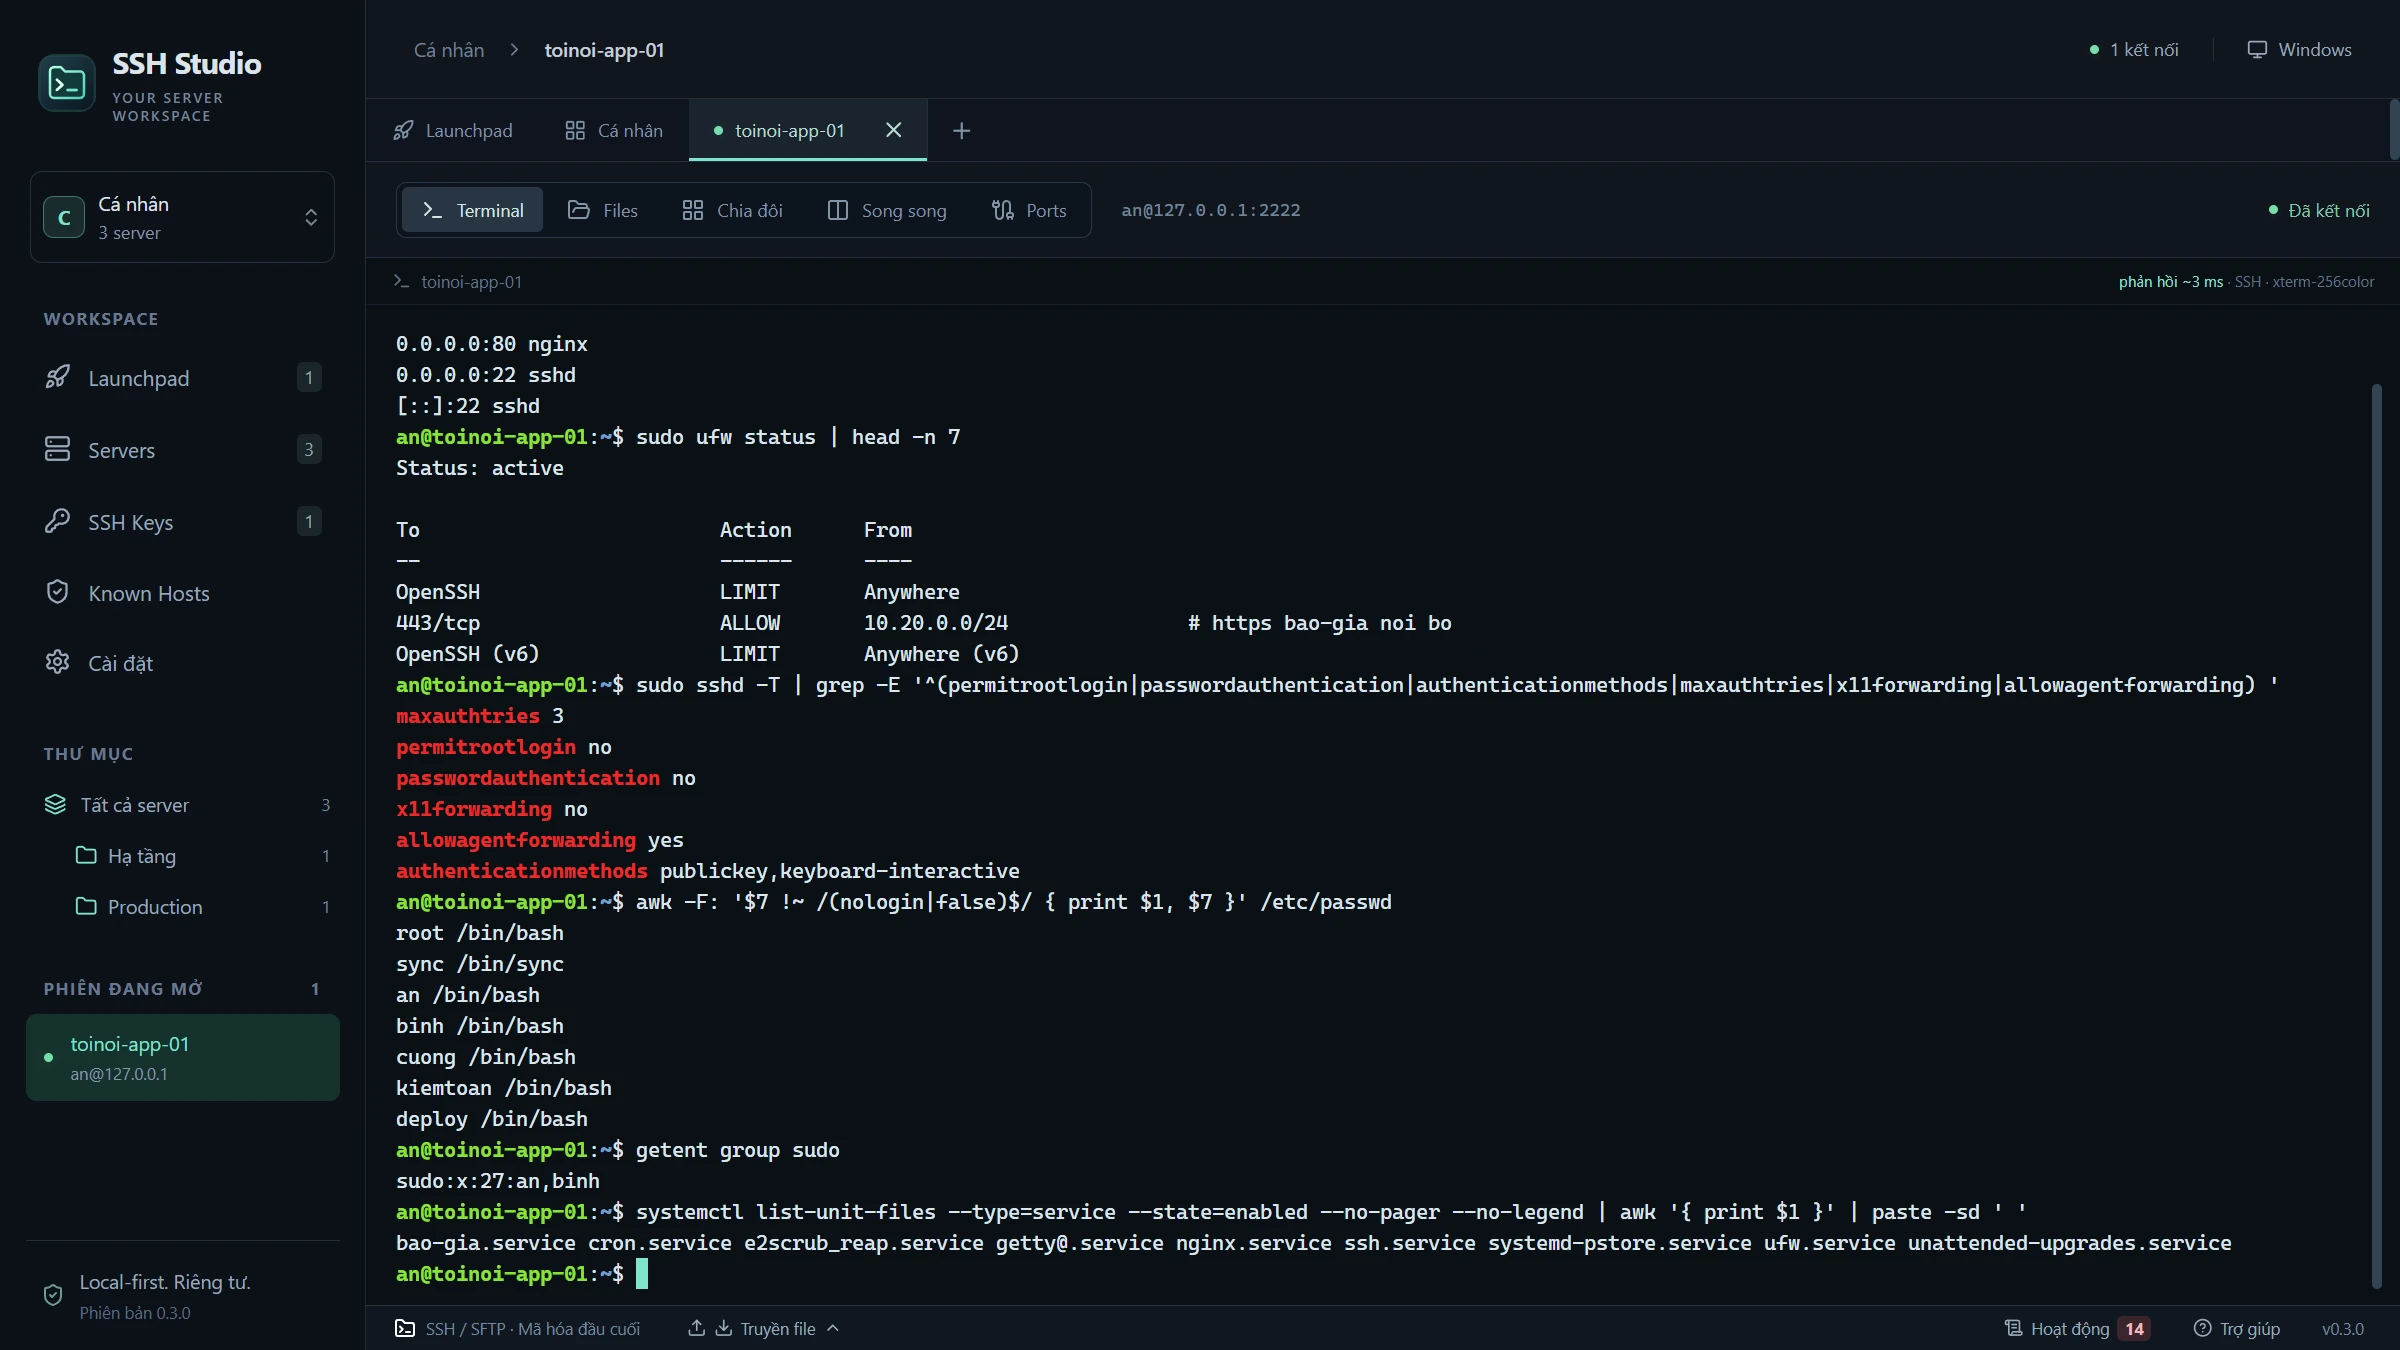 SSH Studio
YOUR SERVER
WORKSPACE
C
Cá nhân
3 server
WORKSPACE
Launchpad 1
Servers 3
SSH Keys 1
Known Hosts
Cài đặt
THƯ MỤC
Tất cả server 3
Hạ tầng 1
Production 1
PHIÊN ĐANG MỞ 1
toinoi-app-01
an@127.0.0.1
Local-first. Riêng tư.
Phiên bản 0.3.0
Cá nhân > toinoi-app-01
1 kết nối
Windows
Launchpad
Cá nhân
toinoi-app-01
Terminal
Files
Chia đôi
Song song
Ports
an@127.0.0.1:2222
Đã kết nối
toinoi-app-01
phản hồi ~3 ms · SSH · xterm-256color
0.0.0.0:80 nginx
0.0.0.0:22 sshd
[::]:22 sshd
an@toinoi-app-01:~$ sudo ufw status | head -n 7
Status: active
To                         Action      From
--                         ------      ----
OpenSSH                    LIMIT       Anywhere
443/tcp                    ALLOW       10.20.0.0/24               # https bao-gia noi bo
OpenSSH (v6)               LIMIT       Anywhere (v6)
an@toinoi-app-01:~$ sudo sshd -T | grep -E '^(permitrootlogin|passwordauthentication|authenticationmethods|maxauthtries|x11forwarding|allowagentforwarding) '
maxauthtries 3
permitrootlogin no
passwordauthentication no
x11forwarding no
allowagentforwarding yes
authenticationmethods publickey,keyboard-interactive
an@toinoi-app-01:~$ awk -F: '$7 !~ /(nologin|false)$/ { print $1, $7 }' /etc/passwd
root /bin/bash
sync /bin/sync
an /bin/bash
binh /bin/bash
cuong /bin/bash
kiemtoan /bin/bash
deploy /bin/bash
an@toinoi-app-01:~$ getent group sudo
sudo:x:27:an,binh
an@toinoi-app-01:~$ systemctl list-unit-files --type=service --state=enabled --no-pager --no-legend | awk '{ print $1 }' | paste -sd ' '
bao-gia.service cron.service e2scrub_reap.service getty@.service nginx.service ssh.service systemd-pstore.service ufw.service unattended-upgrades.service
an@toinoi-app-01:~$
SSH / SFTP · Mã hóa đầu cuối
Truyền file
Hoạt động 14
Trợ giúp
v0.3.0